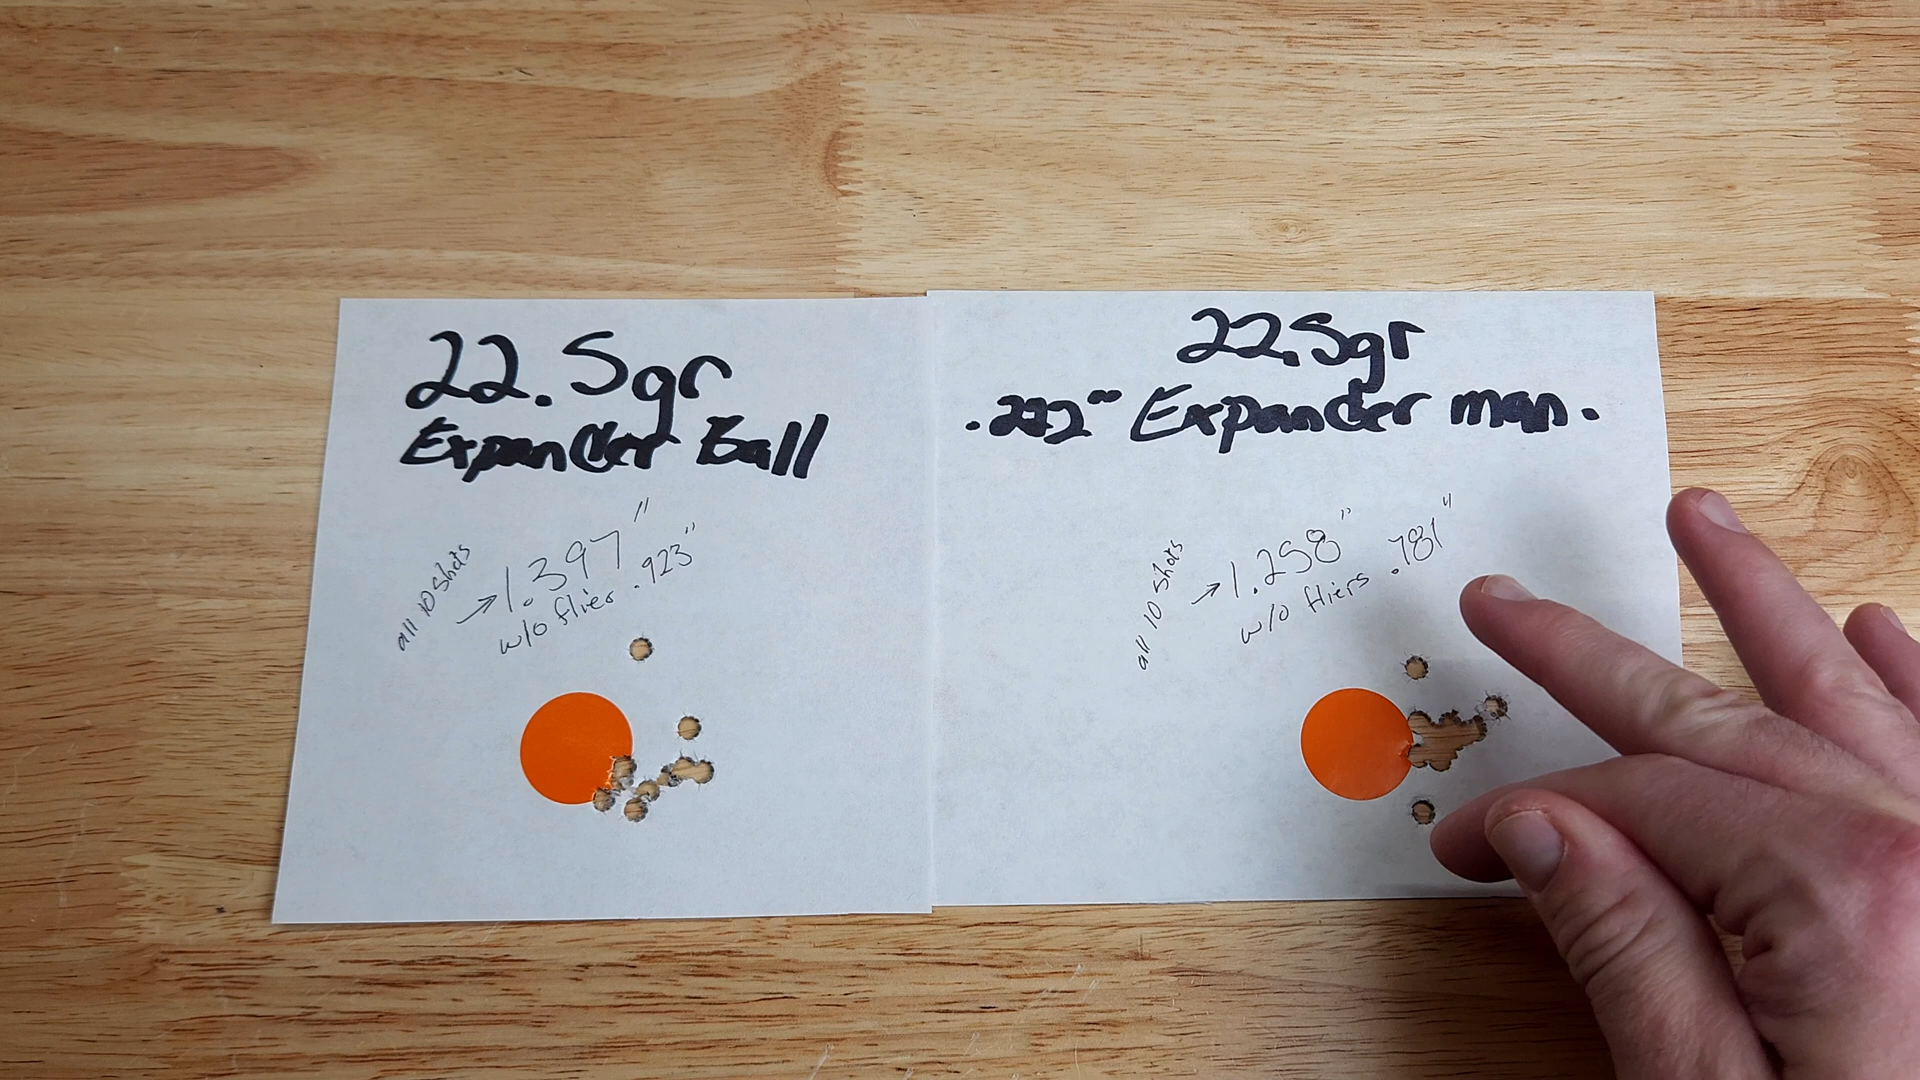 22.5gr
Expander Ball
all 10 shots
→ 1.397"
w/o flier .923"
22.5gr
.222" Expander man.
all 10 shots
→ 1.258"
w/o fliers .781"